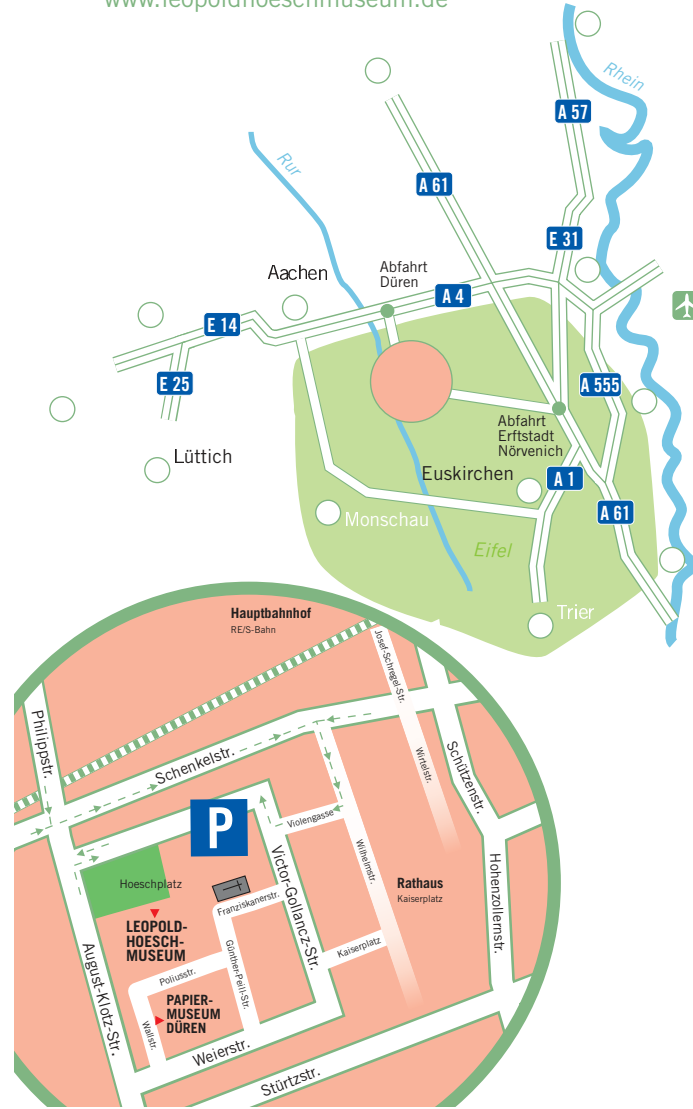 www.leopoldhoeschmuseum.de
Rhein
A 57
Rur
A 61
E 31
Aachen
Abfahrt
Düren
A 4
E 14
E 25
A 555
Abfahrt
Erftstadt
Nörvenich
Lüttich
Euskirchen
A 1
Monschau
A 61
Eifel
Trier
Hauptbahnhof
RE/S-Bahn
Josef-Schregel-Str.
Philippstr.
Schenkelstr.
Wirtelstr.
Schützenstr.
P
Violengasse
Victor-Gollancz-Str.
Wilhelmstr.
Hohenzollernstr.
Hoeschplatz
Rathaus
Kaiserplatz
Franziskanerstr.
LEOPOLD-
HOESCH-
MUSEUM
August-Klotz-Str.
Günther-Peill-Str.
Kaiserplatz
Poliusstr.
PAPIER-
MUSEUM
DÜREN
Wallstr.
Weierstr.
Stürtzstr.